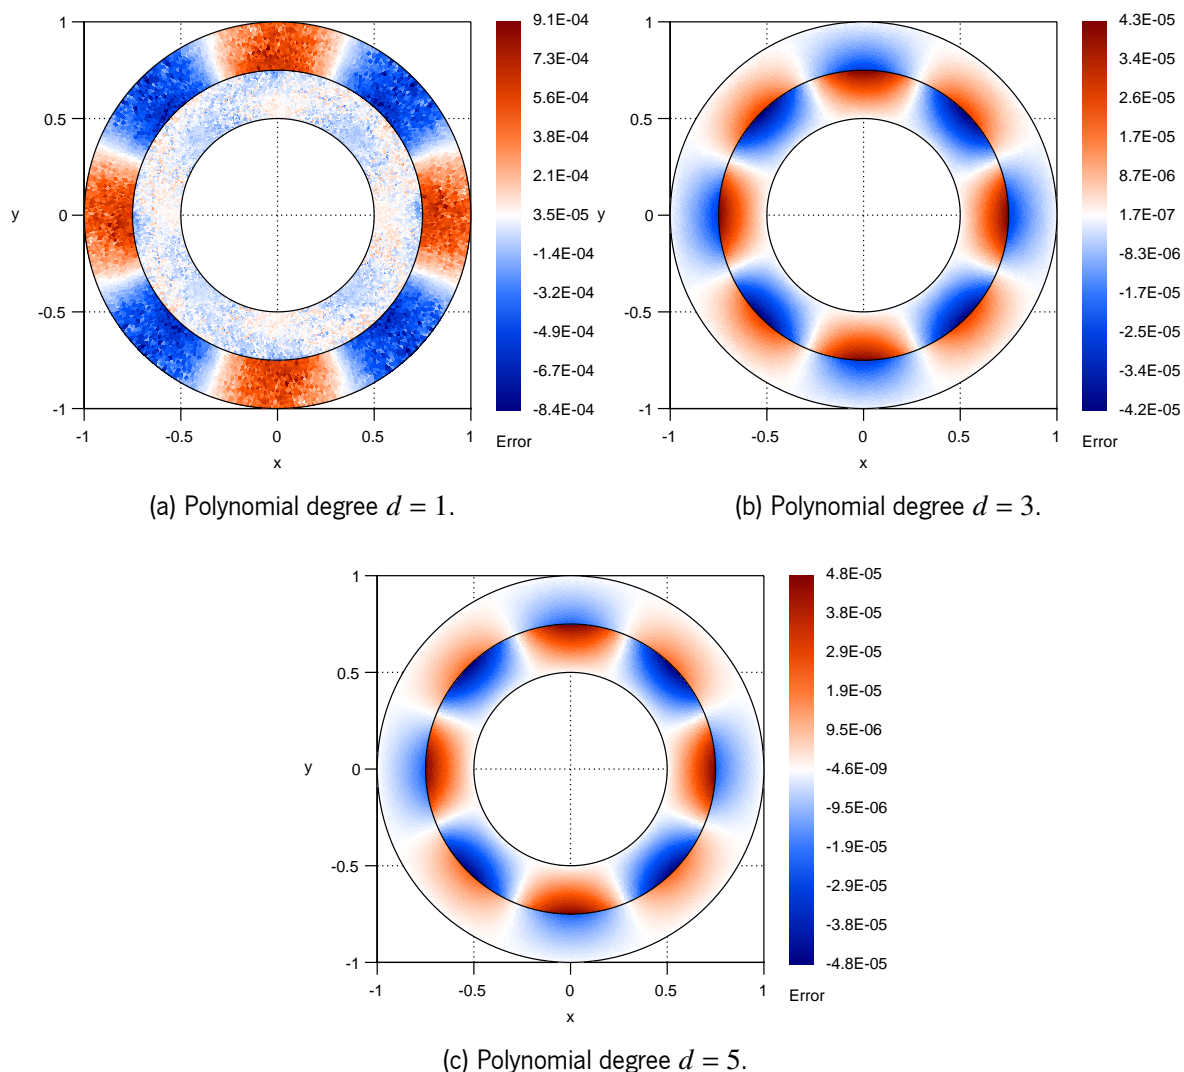 1
0.5
y
0
-0.5
-1
-1
-0.5
0
0.5
1
x
9.1E-04
7.3E-04
5.6E-04
3.8E-04
2.1E-04
3.5E-05
-1.4E-04
-3.2E-04
-4.9E-04
-6.7E-04
-8.4E-04
Error
(a) Polynomial degree d = 1.
1
0.5
y
0
-0.5
-1
-1
-0.5
0
0.5
1
x
4.3E-05
3.4E-05
2.6E-05
1.7E-05
8.7E-06
1.7E-07
-8.3E-06
-1.7E-05
-2.5E-05
-3.4E-05
-4.2E-05
Error
(b) Polynomial degree d = 3.
1
0.5
y
0
-0.5
-1
-1
-0.5
0
0.5
1
x
4.8E-05
3.8E-05
2.9E-05
1.9E-05
9.5E-06
-4.6E-09
-9.5E-06
-1.9E-05
-2.9E-05
-3.8E-05
-4.8E-05
Error
(c) Polynomial degree d = 5.